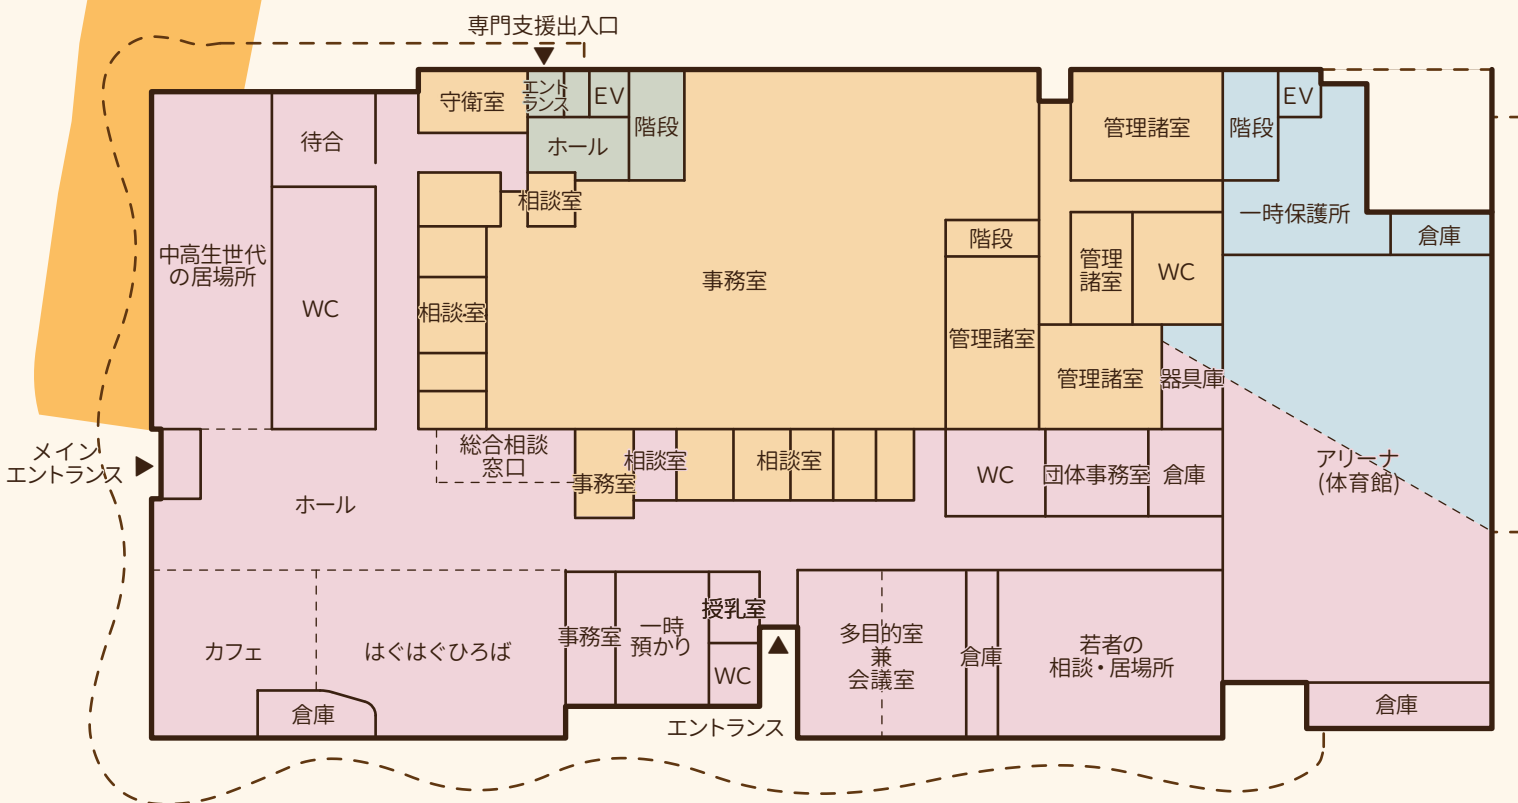 専門支援出入口
守衛室
エント
ランス
EV
階段
ホール
待合
相談室
管理諸室
階段
EV
一時保護所
倉庫
中高生世代
の居場所
WC
相談室
事務室
階段
管理諸室
管理
諸室
WC
管理諸室
器具庫
メイン
エントランス
ホール
総合相談
窓口
事務室
相談室
相談室
WC
団体事務室
倉庫
アリーナ
(体育館)
カフェ
はぐはぐひろば
倉庫
事務室
一時
預かり
授乳室
WC
エントランス
多目的室
兼
会議室
倉庫
若者の
相談・居場所
倉庫